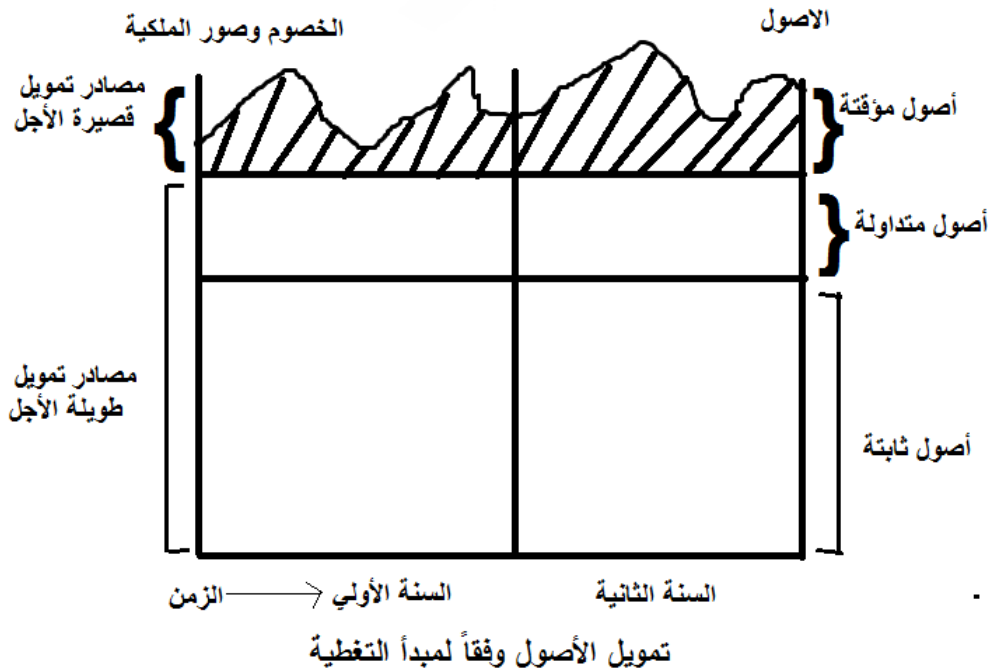 الاصول
الخصوم وصور الملكية
أصول مؤقتة
مصادر تمويل
قصيرة الأجل
أصول متداولة
مصادر تمويل
طويلة الأجل
أصول ثابتة
الزمن
السنة الأولي
السنة الثانية
تمويل الأصول وفقاً لمبدأ التغطية